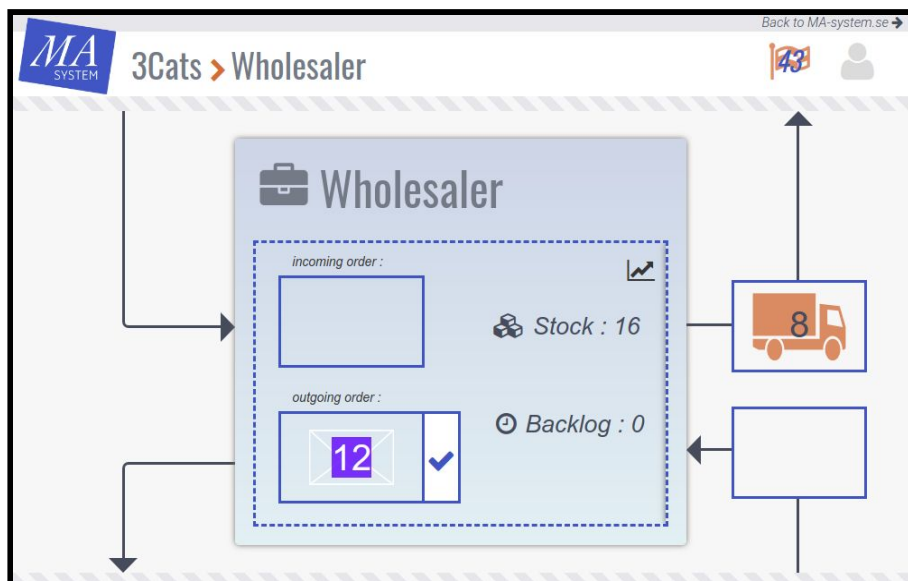 Back to MA-system.se
MA
SYSTEM
3Cats > Wholesaler
43
Wholesaler
incoming order :
Stock : 16
8
outgoing order :
12
Backlog : 0